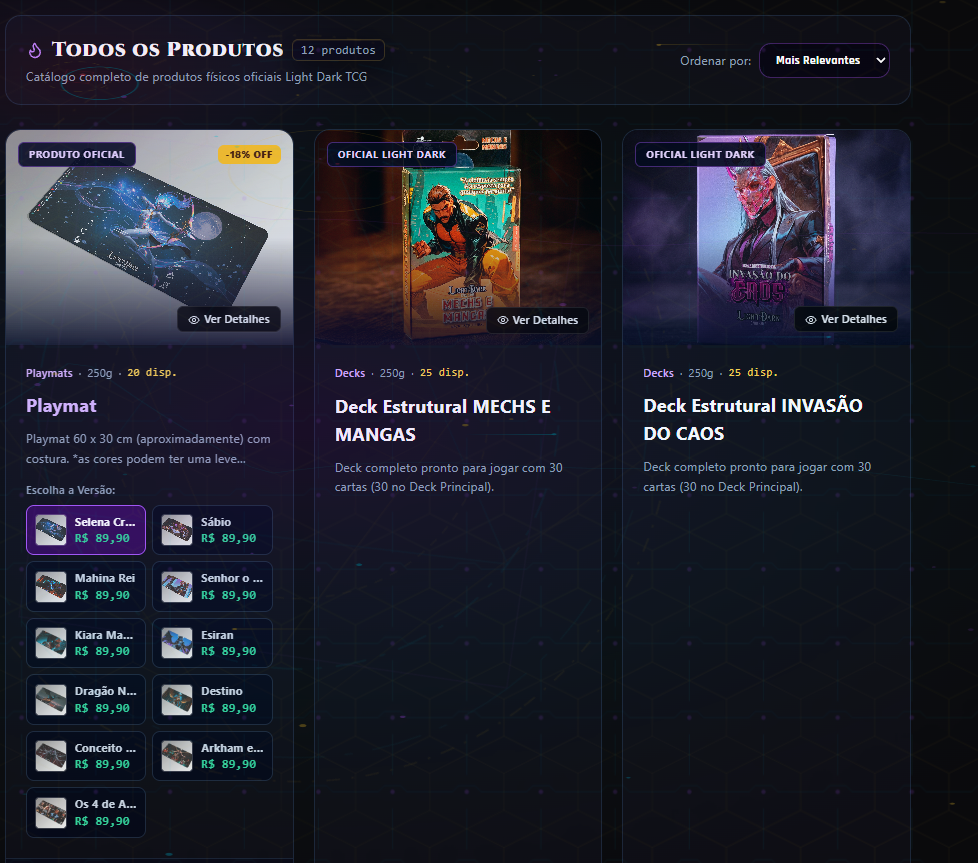 Todos os Produtos
12 produtos
Catálogo completo de produtos físicos oficiais Light Dark TCG
Ordenar por:
Mais Relevantes
PRODUTO OFICIAL
-18% OFF
Ver Detalhes
Playmats · 250g · 20 disp.
Playmat
Playmat 60 x 30 cm (aproximadamente) com
costura. *as cores podem ter uma leve...
Escolha a Versão:
Selena Cr...
R$ 89,90
Sábio
R$ 89,90
Mahina Rei
R$ 89,90
Senhor o ...
R$ 89,90
Kiara Ma...
R$ 89,90
Esiran
R$ 89,90
Dragão N...
R$ 89,90
Destino
R$ 89,90
Conceito ...
R$ 89,90
Arkham e...
R$ 89,90
Os 4 de A...
R$ 89,90
OFICIAL LIGHT DARK
MECHS E
MANGA
Ver Detalhes
Decks · 250g · 25 disp.
Deck Estrutural MECHS E
MANGAS
Deck completo pronto para jogar com 30
cartas (30 no Deck Principal).
OFICIAL LIGHT DARK
INVASÃO DO
CAOS
LIGHT DARK
Ver Detalhes
Decks · 250g · 25 disp.
Deck Estrutural INVASÃO
DO CAOS
Deck completo pronto para jogar com 30
cartas (30 no Deck Principal).